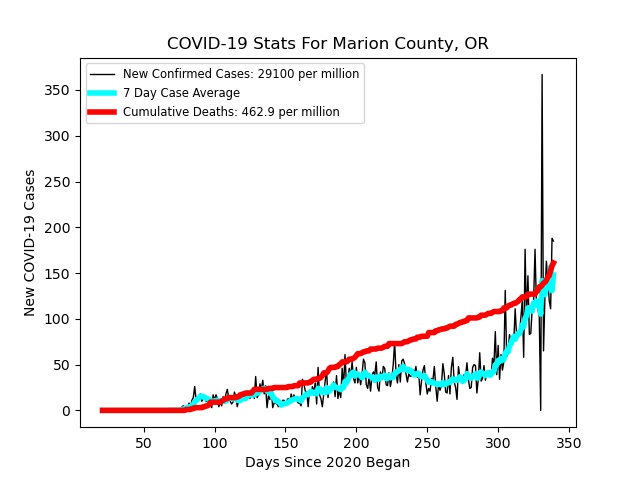 COVID-19 Stats For Marion County, OR
New Confirmed Cases: 29100 per million
7 Day Case Average
Cumulative Deaths: 462.9 per million
New COVID-19 Cases
350
300
250
200
150
100
50
0
50 100 150 200 250 300 350
Days Since 2020 Began